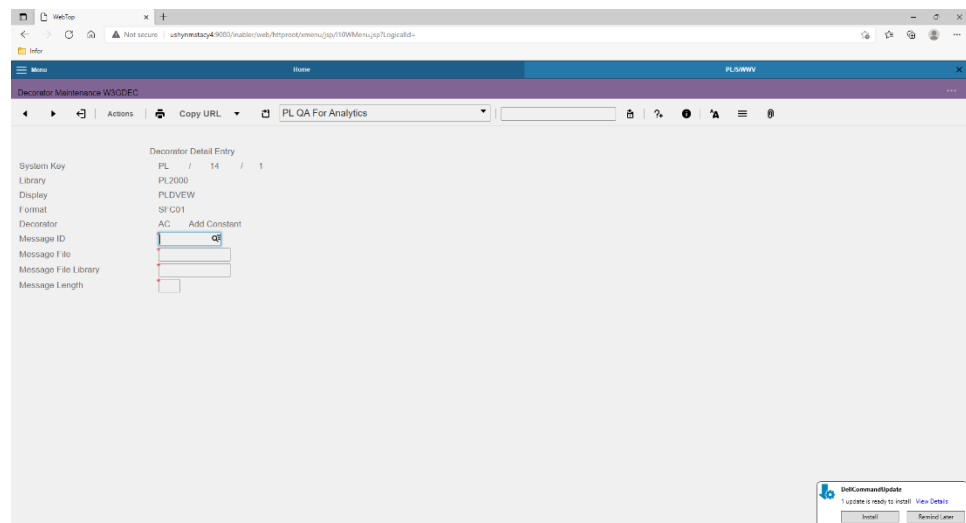 WebTop
Not secure ushynmstacy4:9080/inabler/web/httproot/xmenu/jsp/I10WMenu.jsp?LogicalId=
Infor
Menu Home PL/5/WWV
Decorator Maintenance W3GDEC
Actions Copy URL PL QA For Analytics
Decorator Detail Entry
System Key PL / 14 / 1
Library PL2000
Display PLDVEW
Format SFC01
Decorator AC Add Constant
Message ID
Message File
Message File Library
Message Length
DellCommandUpdate
1 update is ready to install View Details
Install Remind Later